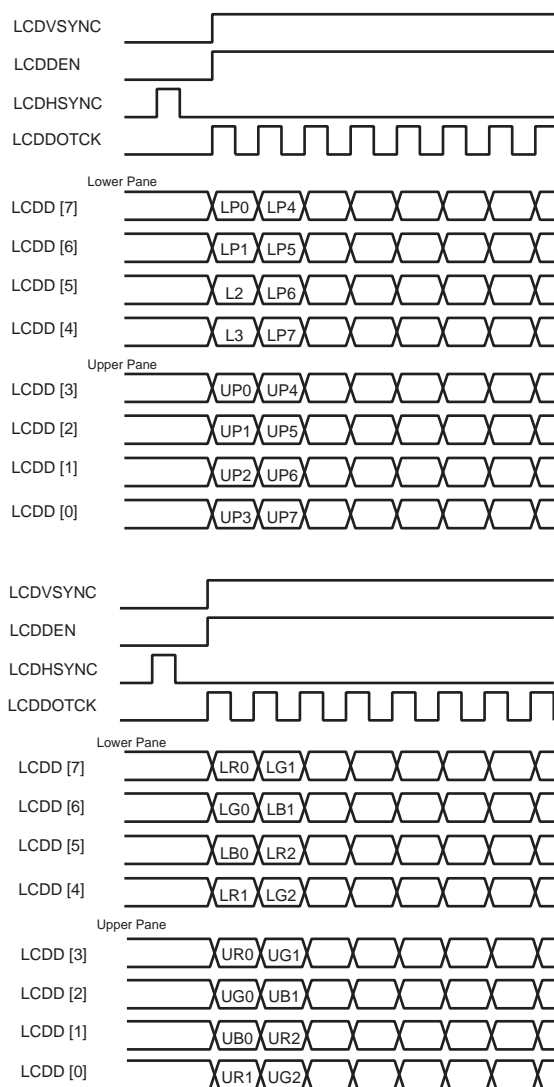 LCDVSYNC
LCDDEN
LCDHSYNC
LCDDOTCK
Lower Pane
LCDD [7] LP0 LP4
LCDD [6] LP1 LP5
LCDD [5] L2 LP6
LCDD [4] L3 LP7
Upper Pane
LCDD [3] UP0 UP4
LCDD [2] UP1 UP5
LCDD [1] UP2 UP6
LCDD [0] UP3 UP7
LCDVSYNC
LCDDEN
LCDHSYNC
LCDDOTCK
Lower Pane
LCDD [7] LR0 LG1
LCDD [6] LG0 LB1
LCDD [5] LB0 LR2
LCDD [4] LR1 LG2
Upper Pane
LCDD [3] UR0 UG1
LCDD [2] UG0 UB1
LCDD [1] UB0 UR2
LCDD [0] UR1 UG2